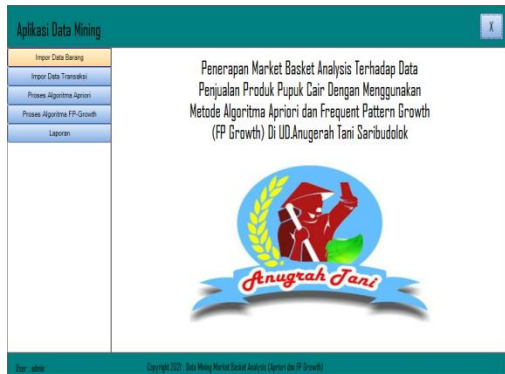 Aplikasi Data Mining
X
Impor Data Barang
Impor Data Transaksi
Proses Algoritma Apriori
Proses Algoritma FP-Growth
Laporan
Penerapan Market Basket Analysis Terhadap Data
Penjualan Produk Pupuk Cair Dengan Menggunakan
Metode Algoritma Apriori dan Frequent Pattern Growth
(FP Growth) Di UD.Anugerah Tani Saribudolok
Anugrah Tani
User : admin
Copyright 2021 : Data Mining Market Basket Analysis (Apriori dan FP Growth)